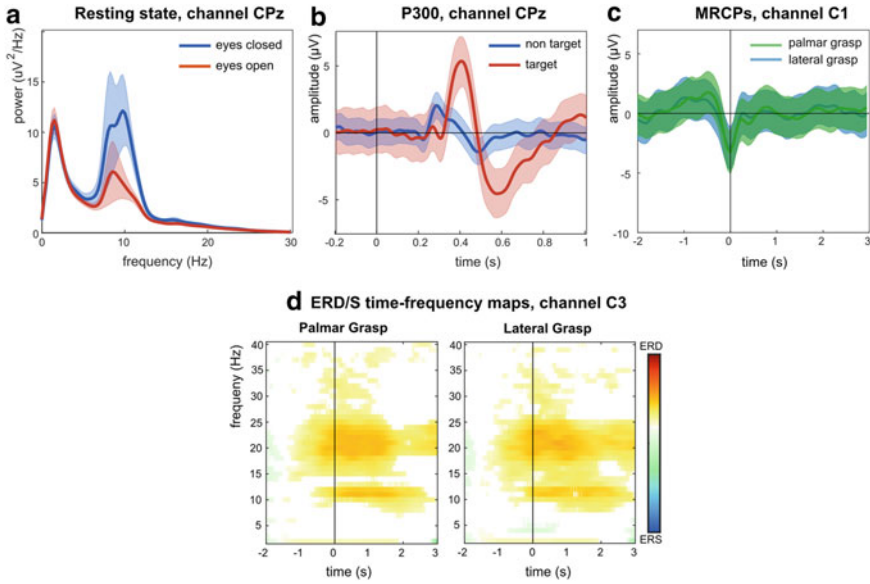 a Resting state, channel CPz
power (uV²/Hz)
eyes closed
eyes open
15
10
5
0
0 10 20 30
frequency (Hz)
b P300, channel CPz
amplitude (µV)
non target
target
5
0
-5
-0.2 0 0.2 0.4 0.6 0.8 1
time (s)
c MRCPs, channel C1
amplitude (µV)
palmar grasp
lateral grasp
5
0
-5
-10
-2 -1 0 1 2 3
time (s)
d ERD/S time-frequency maps, channel C3
Palmar Grasp
frequeny (Hz)
40
35
30
25
20
15
10
5
-2 -1 0 1 2 3
time (s)
Lateral Grasp
40
35
30
25
20
15
10
5
-2 -1 0 1 2 3
time (s)
ERD
ERS